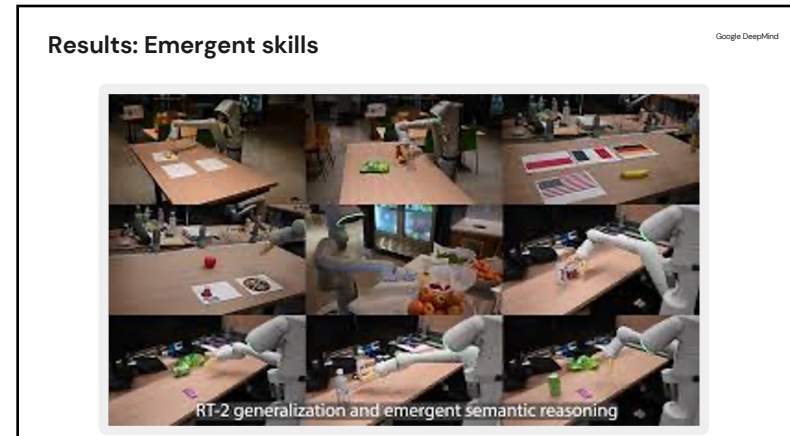 Results: Emergent skills
Google DeepMind
RT-2 generalization and emergent semantic reasoning